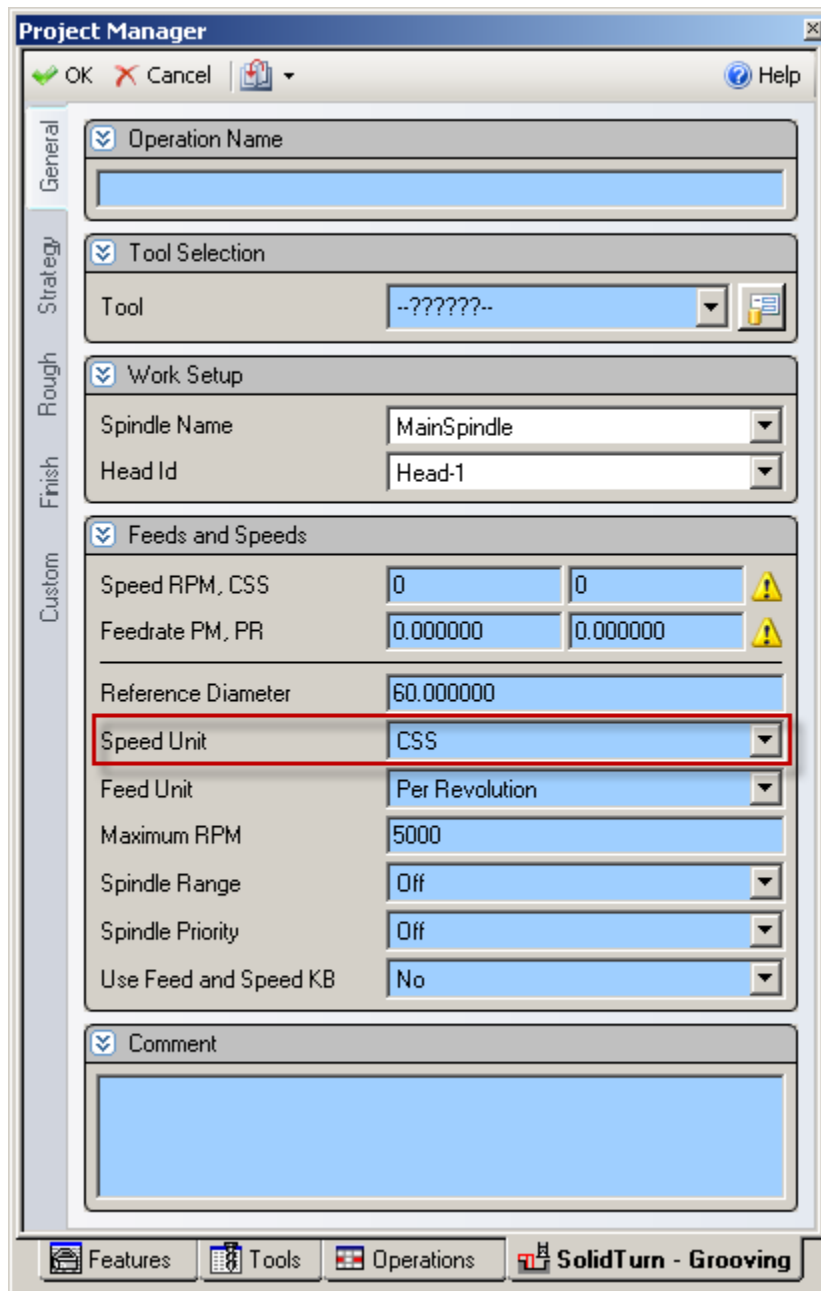 Project Manager
OK Cancel Help
General
Strategy
Rough
Finish
Custom
Operation Name
Tool Selection
Tool --??????--
Work Setup
Spindle Name MainSpindle
Head Id Head-1
Feeds and Speeds
Speed RPM, CSS 0 0
Feedrate PM, PR 0.000000 0.000000
Reference Diameter 60.000000
Speed Unit CSS
Feed Unit Per Revolution
Maximum RPM 5000
Spindle Range Off
Spindle Priority Off
Use Feed and Speed KB No
Comment
Features Tools Operations SolidTurn - Grooving